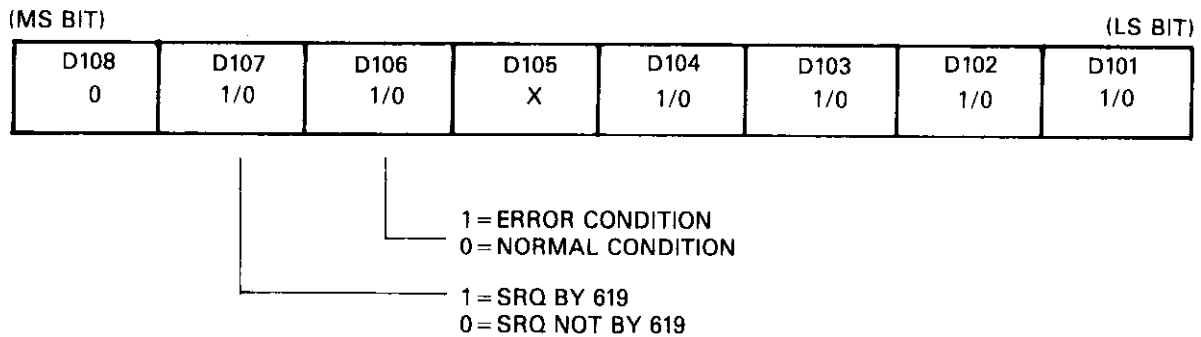 (MS BIT) (LS BIT)
D108 D107 D106 D105 D104 D103 D102 D101
0 1/0 1/0 X 1/0 1/0 1/0 1/0
1 = ERROR CONDITION
0 = NORMAL CONDITION
1 = SRQ BY 619
0 = SRQ NOT BY 619